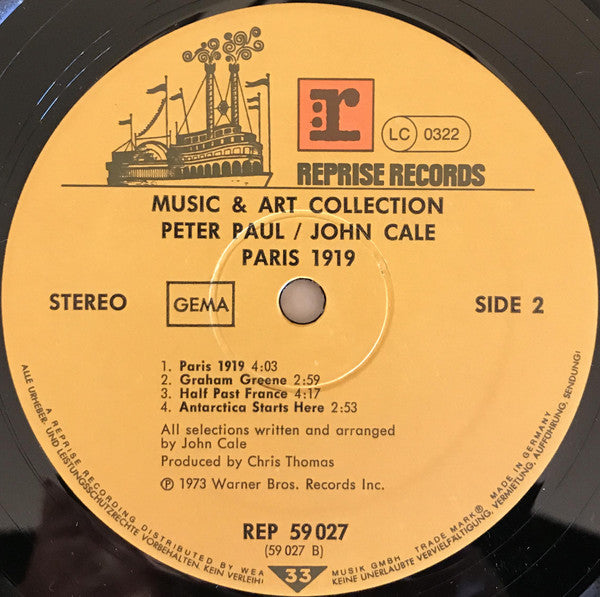 r
LC 0322
REPRISE RECORDS
MUSIC & ART COLLECTION
PETER PAUL / JOHN CALE
PARIS 1919
STEREO
GEMA
SIDE 2
1. Paris 1919 4:03
2. Graham Greene 2:59
3. Half Past France 4:17
4. Antarctica Starts Here 2:53
All selections written and arranged
by John Cale
Produced by Chris Thomas
℗ 1973 Warner Bros. Records Inc.
REP 59 027
(59 027 B)
33
A REPRISE RECORDING DISTRIBUTED BY WEA MUSIK GMBH TRADE MARK® MADE IN GERMANY
ALLE URHEBER- UND LEISTUNGSSCHUTZRECHTE VORBEHALTEN. KEIN VERLEIH! KEINE UNERLAUBTE VERVIELFÄLTIGUNG, VERMIETUNG, AUFFÜHRUNG, SENDUNG!